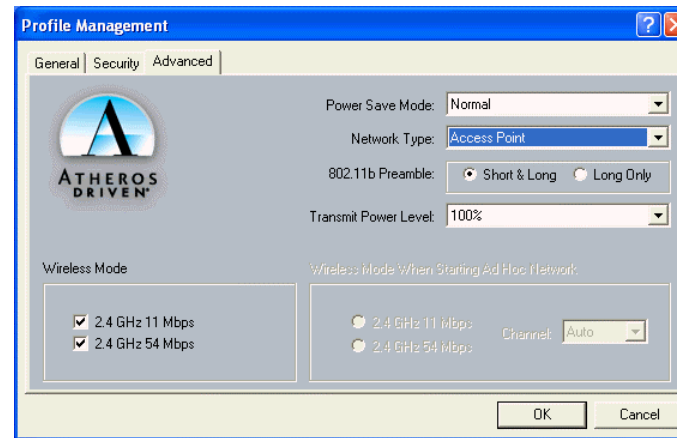 Profile Management
General Security Advanced
Power Save Mode: Normal
Network Type: Access Point
ATHEROS
DRIVEN
802.11b Preamble: Short & Long Long Only
Transmit Power Level: 100%
Wireless Mode
Wireless Mode When Starting Ad Hoc Network
2.4 GHz 11 Mbps
2.4 GHz 54 Mbps
2.4 GHz 11 Mbps
2.4 GHz 54 Mbps
Channel: Auto
OK Cancel